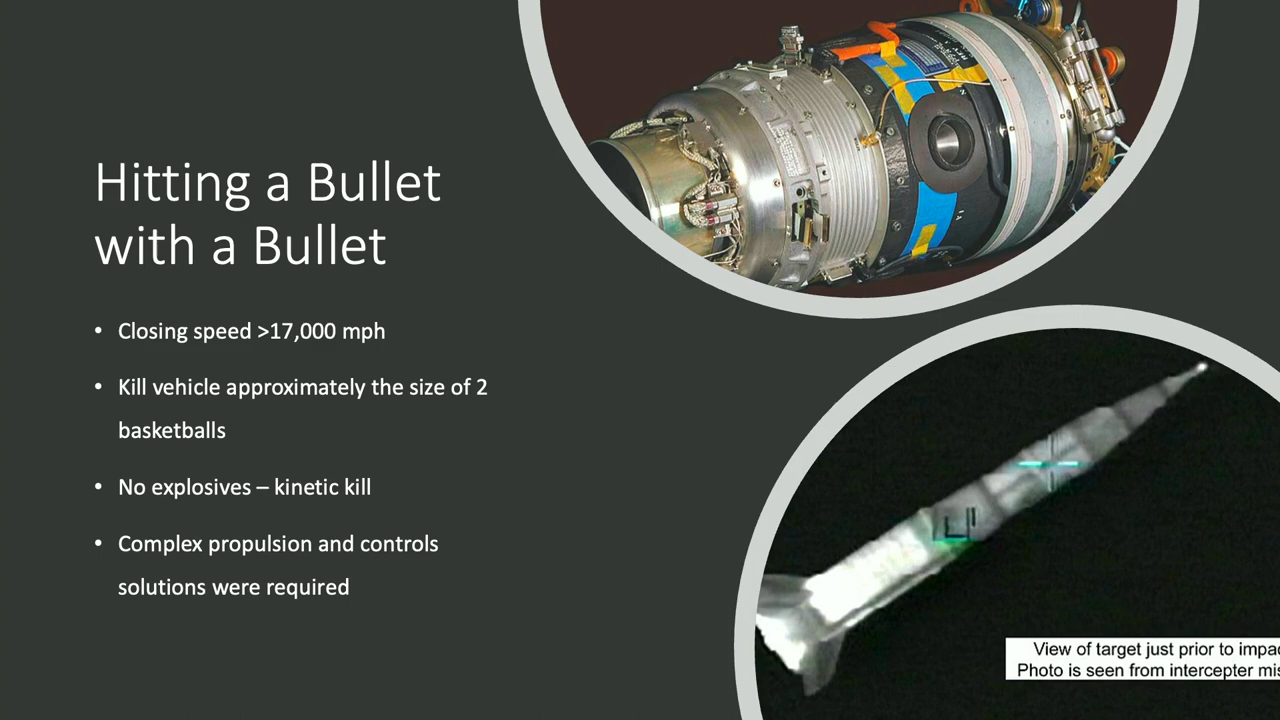 Hitting a Bullet
with a Bullet
• Closing speed >17,000 mph
• Kill vehicle approximately the size of 2
basketballs
• No explosives – kinetic kill
• Complex propulsion and controls
solutions were required
View of target just prior to
Photo is seen from intercepter